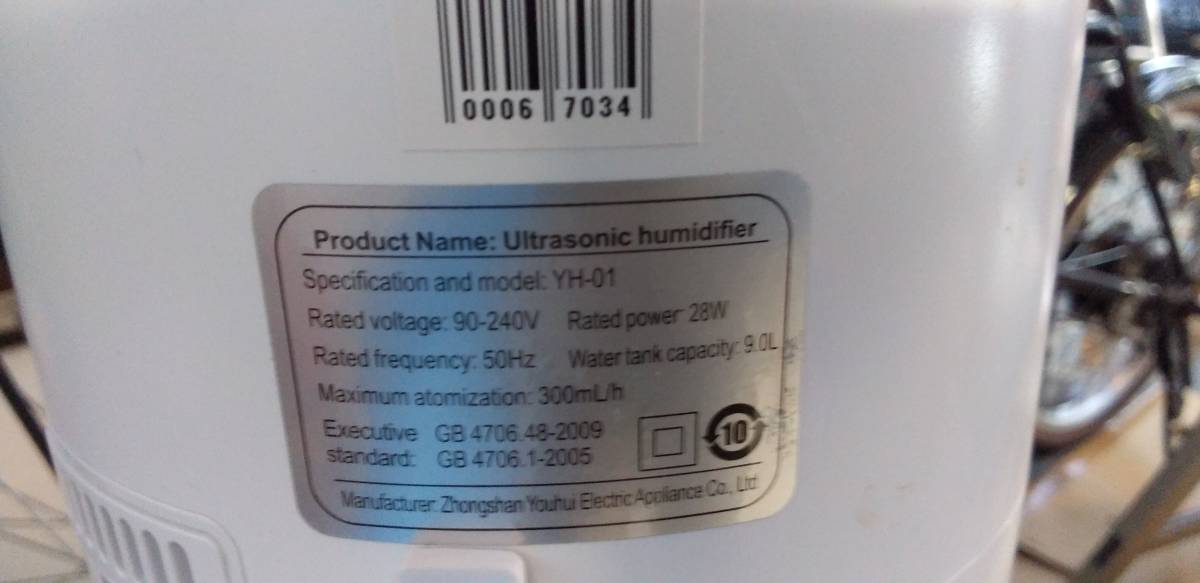 0006 7034
Product Name: Ultrasonic humidifier
Specification and model: YH-01
Rated voltage: 90-240V Rated power: 28W
Rated frequency: 50Hz Water tank capacity: 9.0L
Maximum atomization: 300mL/h
Executive GB 4706.48-2009
standard: GB 4706.1-2005
10
Manufacturer: Zhongshan Youhui Electric Appliance Co., Ltd